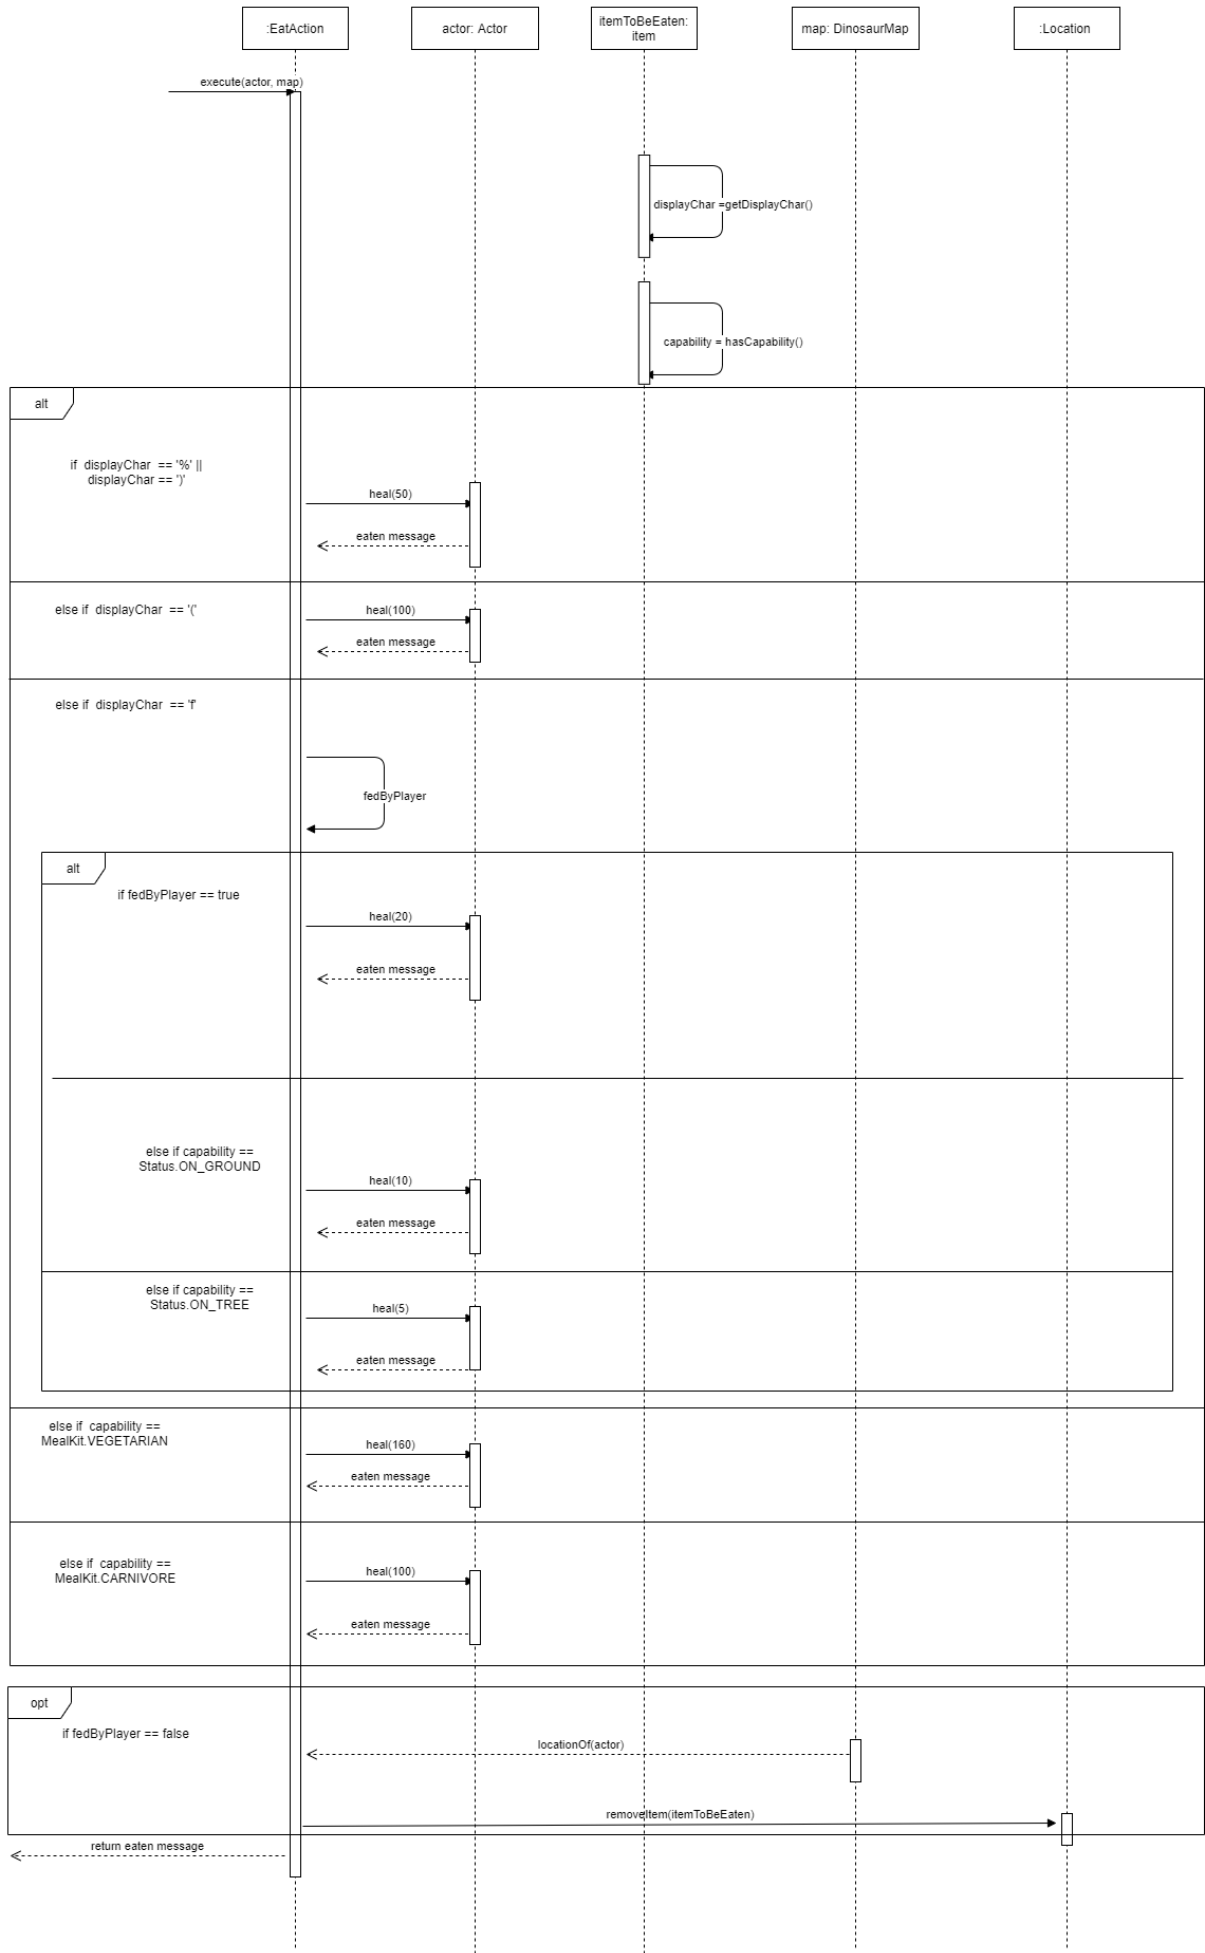 :EatAction
actor: Actor
itemToBeEaten:
item
map: DinosaurMap
:Location
execute(actor, map)
displayChar =getDisplayChar()
capability = hasCapability()
alt
if  displayChar  == '%' ||
displayChar == ')'
heal(50)
eaten message
else if  displayChar  == '('
heal(100)
eaten message
else if  displayChar  == 'f'
fedByPlayer
alt
if fedByPlayer == true
heal(20)
eaten message
else if capability ==
Status.ON_GROUND
heal(10)
eaten message
else if capability ==
Status.ON_TREE
heal(5)
eaten message
else if  capability ==
MealKit.VEGETARIAN
heal(160)
eaten message
else if  capability ==
MealKit.CARNIVORE
heal(100)
eaten message
opt
if fedByPlayer == false
locationOf(actor)
removeItem(itemToBeEaten)
return eaten message